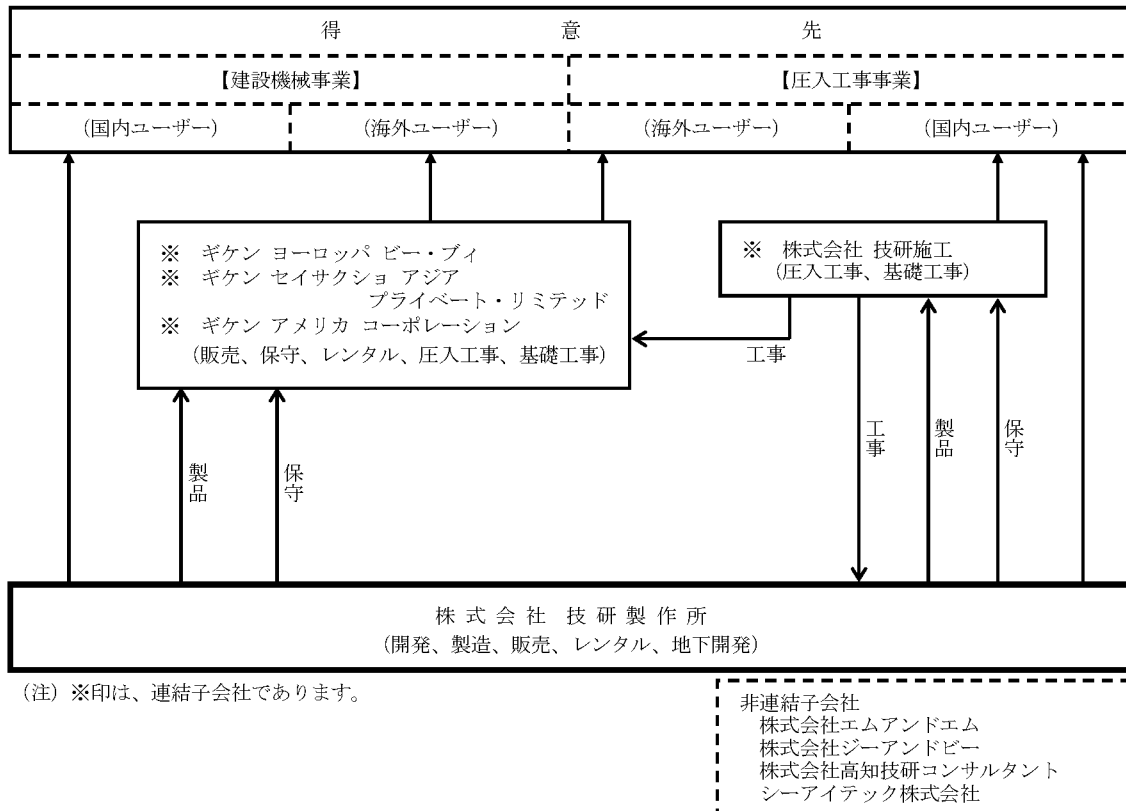 得意先
【建設機械事業】 【圧入工事事業】
(国内ユーザー) (海外ユーザー) (海外ユーザー) (国内ユーザー)
※ ギケン ヨーロッパ ビー・ブィ
※ ギケン セイサクショ アジア
プライベート・リミテッド
※ ギケン アメリカ コーポレーション
(販売、保守、レンタル、圧入工事、基礎工事)
※ 株式会社 技研施工
(圧入工事、基礎工事)
工事
製品
保守
工事
製品
保守
株式会社 技研製作所
(開発、製造、販売、レンタル、地下開発)
(注) ※印は、連結子会社であります。
非連結子会社
株式会社エムアンドエム
株式会社ジーアンドビー
株式会社高知技研コンサルタント
シーアイテック株式会社